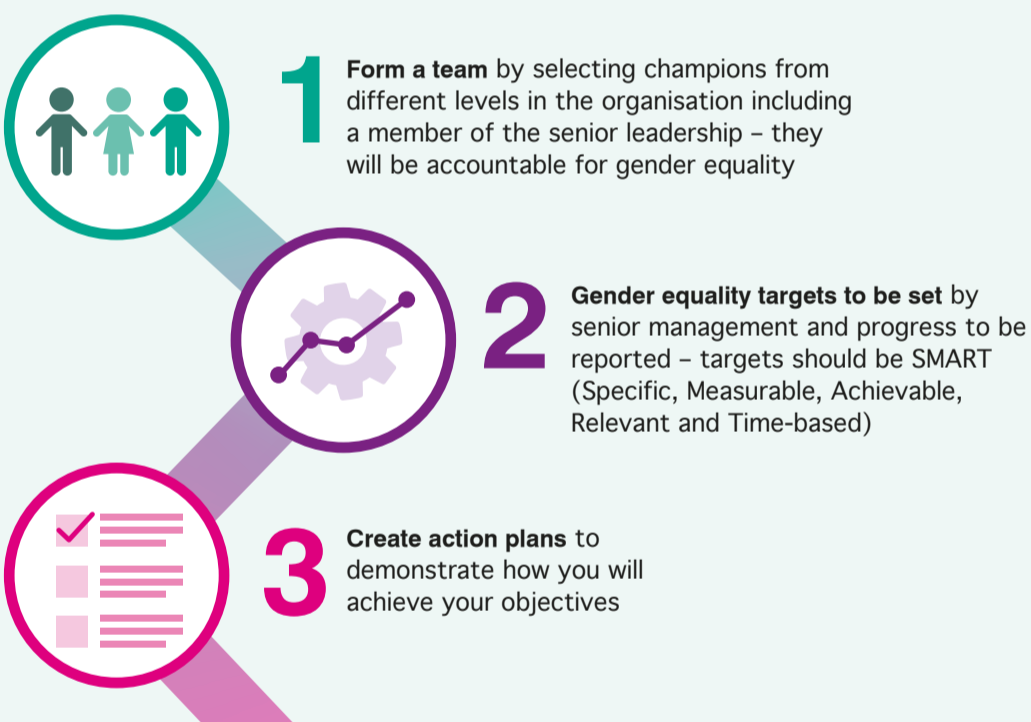 1
Form a team by selecting champions from
different levels in the organisation including
a member of the senior leadership – they
will be accountable for gender equality
2
Gender equality targets to be set by
senior management and progress to be
reported – targets should be SMART
(Specific, Measurable, Achievable,
Relevant and Time-based)
3
Create action plans to
demonstrate how you will
achieve your objectives